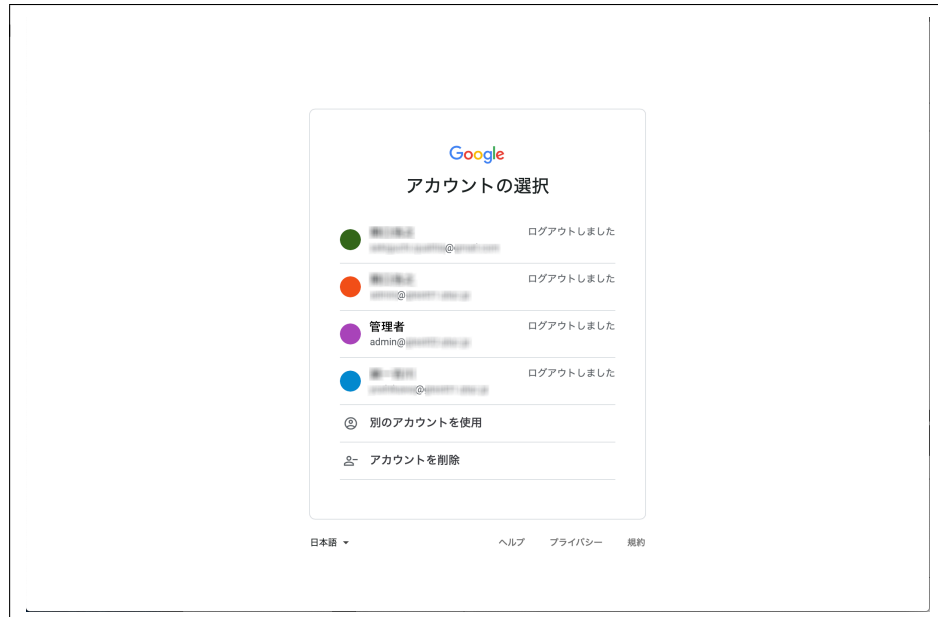 Google
アカウントの選択
ログアウトしました
@
ログアウトしました
@
管理者 ログアウトしました
admin@
ログアウトしました
@
別のアカウントを使用
アカウントを削除
日本語 ヘルプ プライバシー 規約